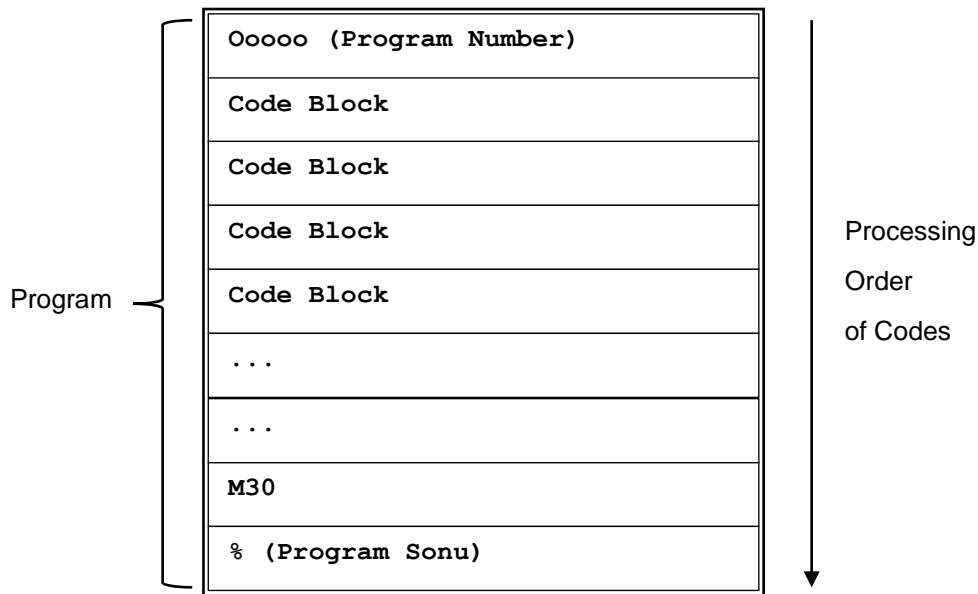 Ooooo (Program Number)
Code Block
Code Block
Code Block
Code Block
...
...
M30
% (Program Sonu)
Program
Processing
Order
of Codes